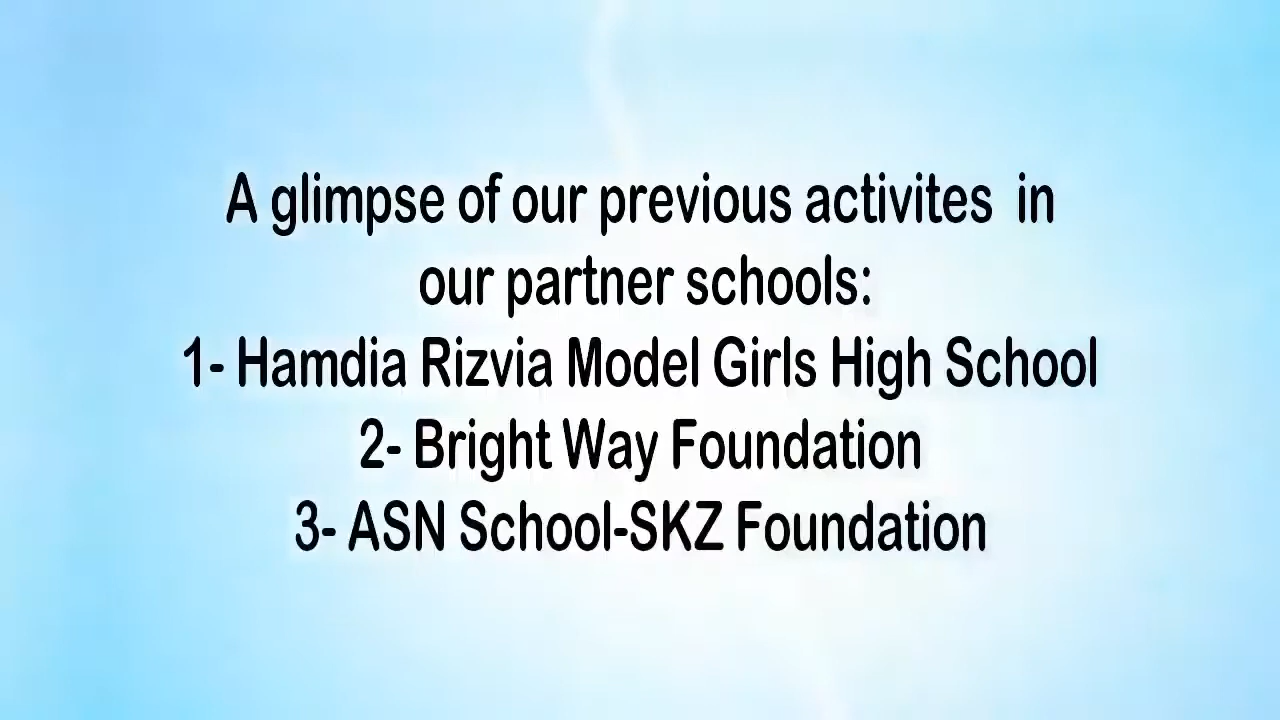 A glimpse of our previous activites in
our partner schools:
1- Hamdia Rizvia Model Girls High School
2- Bright Way Foundation
3- ASN School-SKZ Foundation